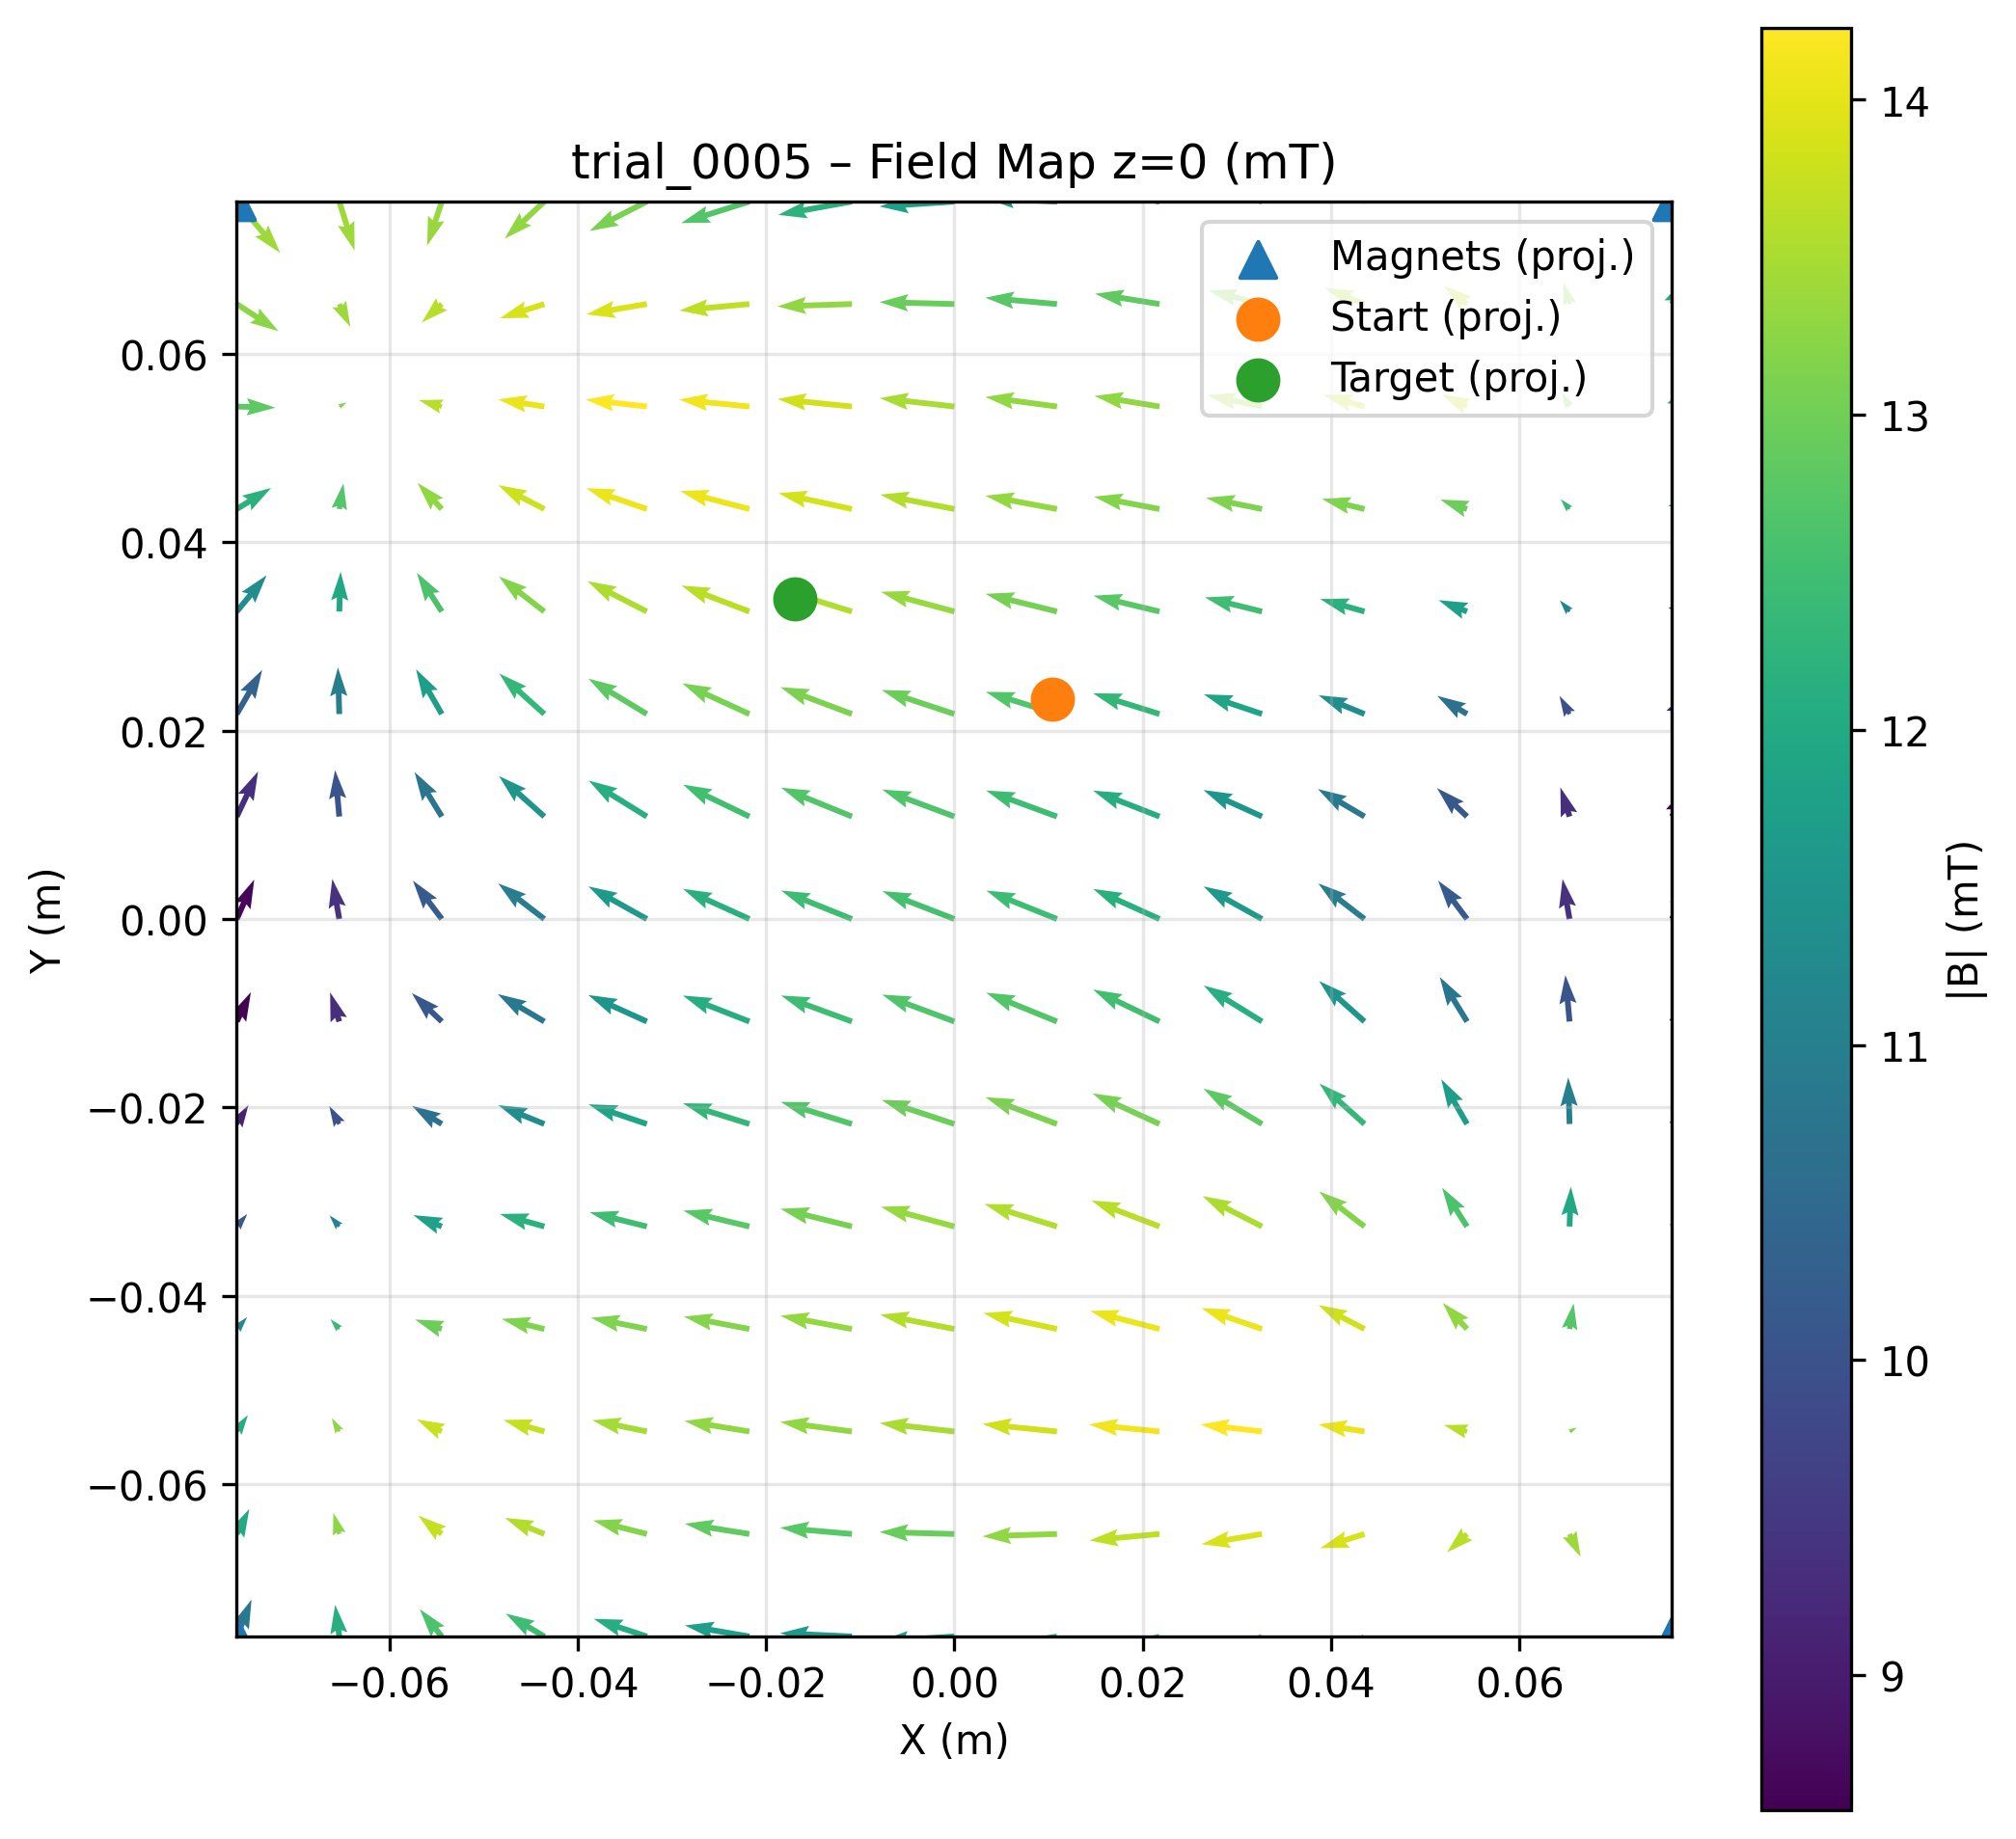 trial_0005 – Field Map z=0 (mT)
Magnets (proj.)
Start (proj.)
Target (proj.)
0.06
0.04
0.02
0.00
−0.02
−0.04
−0.06
Y (m)
−0.06 −0.04 −0.02 0.00 0.02 0.04 0.06
X (m)
14
13
12
11
10
9
|B| (mT)